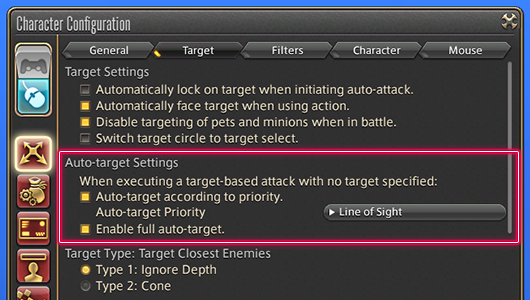 Character Configuration
General
Target
Filters
Character
Mouse
Target Settings
Automatically lock on target when initiating auto-attack.
Automatically face target when using action.
Disable targeting of pets and minions when in battle.
Switch target circle to target select.
Auto-target Settings
When executing a target-based attack with no target specified:
Auto-target according to priority.
Auto-target Priority
Line of Sight
Enable full auto-target.
Target Type: Target Closest Enemies
Type 1: Ignore Depth
Type 2: Cone